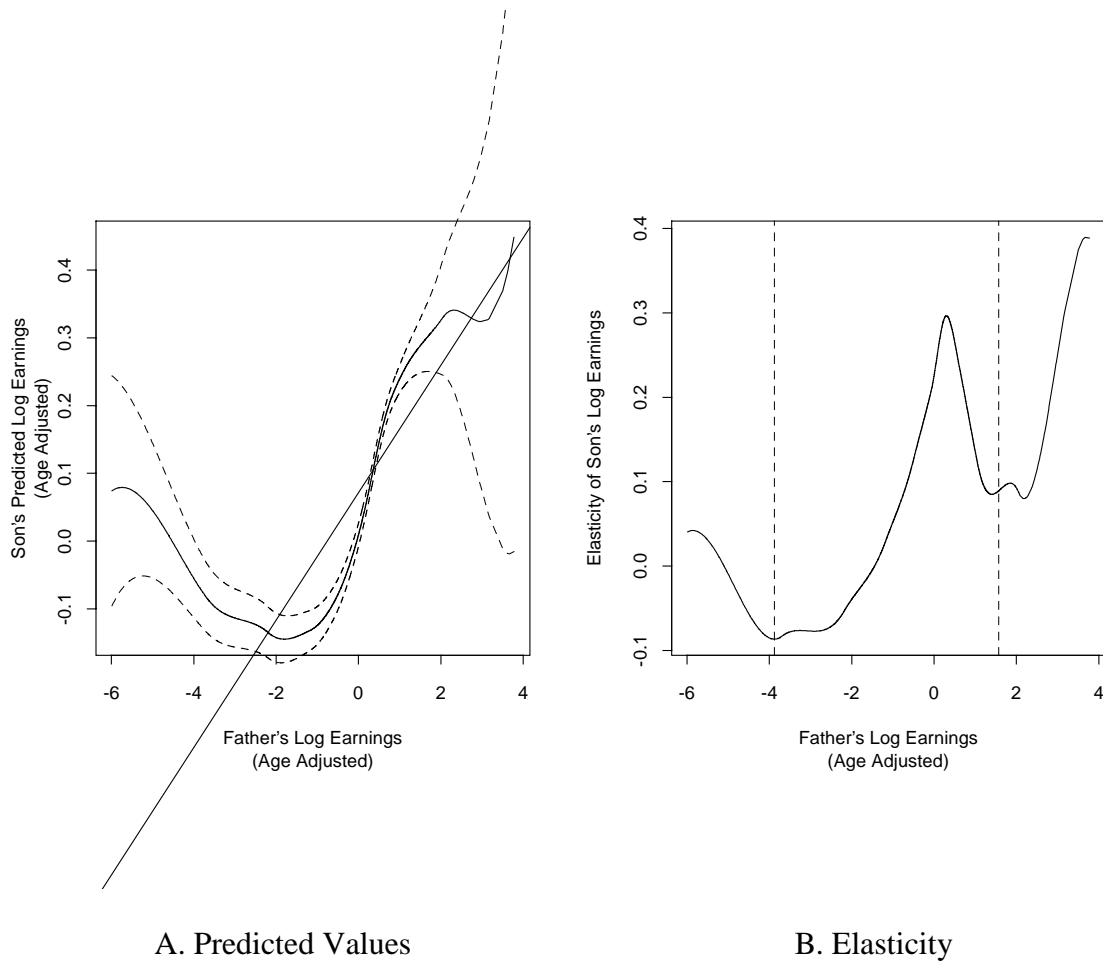 Son's Predicted Log Earnings
(Age Adjusted)
0.4
0.3
0.2
0.1
0.0
-0.1
-6 -4 -2 0 2 4
Father's Log Earnings
(Age Adjusted)
A. Predicted Values
Elasticity of Son's Log Earnings
0.4
0.3
0.2
0.1
0.0
-0.1
-6 -4 -2 0 2 4
Father's Log Earnings
(Age Adjusted)
B. Elasticity